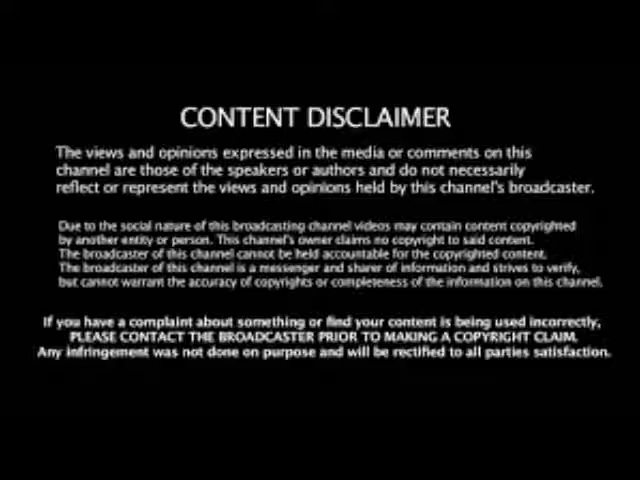 CONTENT DISCLAIMER
The views and opinions expressed in the media or comments on this
channel are those of the speakers or authors and do not necessarily
reflect or represent the views and opinions held by this channel's broadcaster.
Due to the social nature of this broadcasting channel videos may contain content copyrighted
by another entity or person. This channel's owner claims no copyright to said content.
The broadcaster of this channel cannot be held accountable for the copyrighted content.
The broadcaster of this channel is a messenger and sharer of information and strives to verify,
but cannot warrant the accuracy of copyrights or completeness of the information on this channel.
If you have a complaint about something or find your content is being used incorrectly,
PLEASE CONTACT THE BROADCASTER PRIOR TO MAKING A COPYRIGHT CLAIM.
Any infringement was not done on purpose and will be rectified to all parties satisfaction.